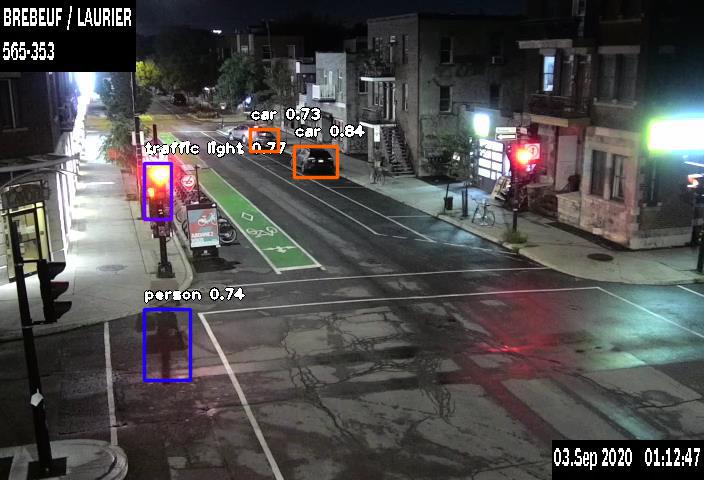 BREBEUF / LAURIER
565-353
car 0.73
car 0.84
traffic light 0.77
person 0.74
03.Sep 2020 01:12:47